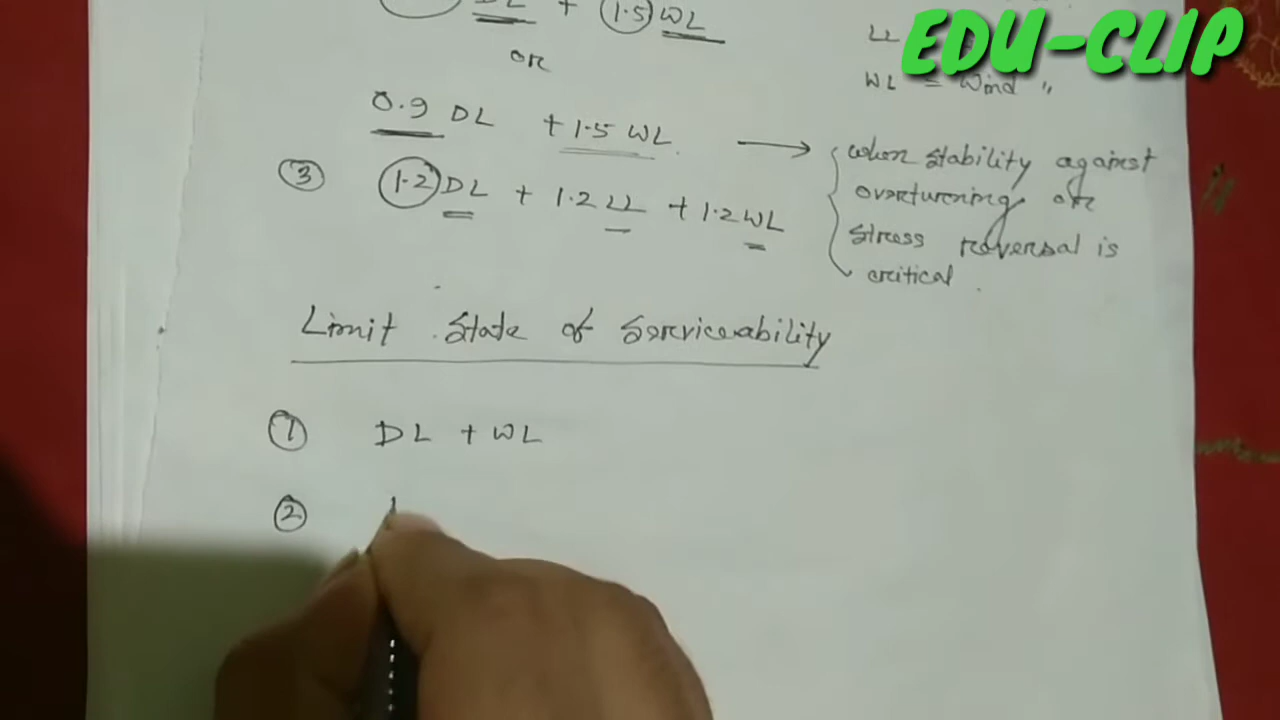 DL + 1.5 WL
LL
EDU-CLIP
or
WL = Wind "
0.9 DL + 1.5 WL. → when stability against
overturning or
stress reversal is
critical.
③ 1.2 DL + 1.2 LL + 1.2 WL
Limit State of Serviceability
① DL + WL
②